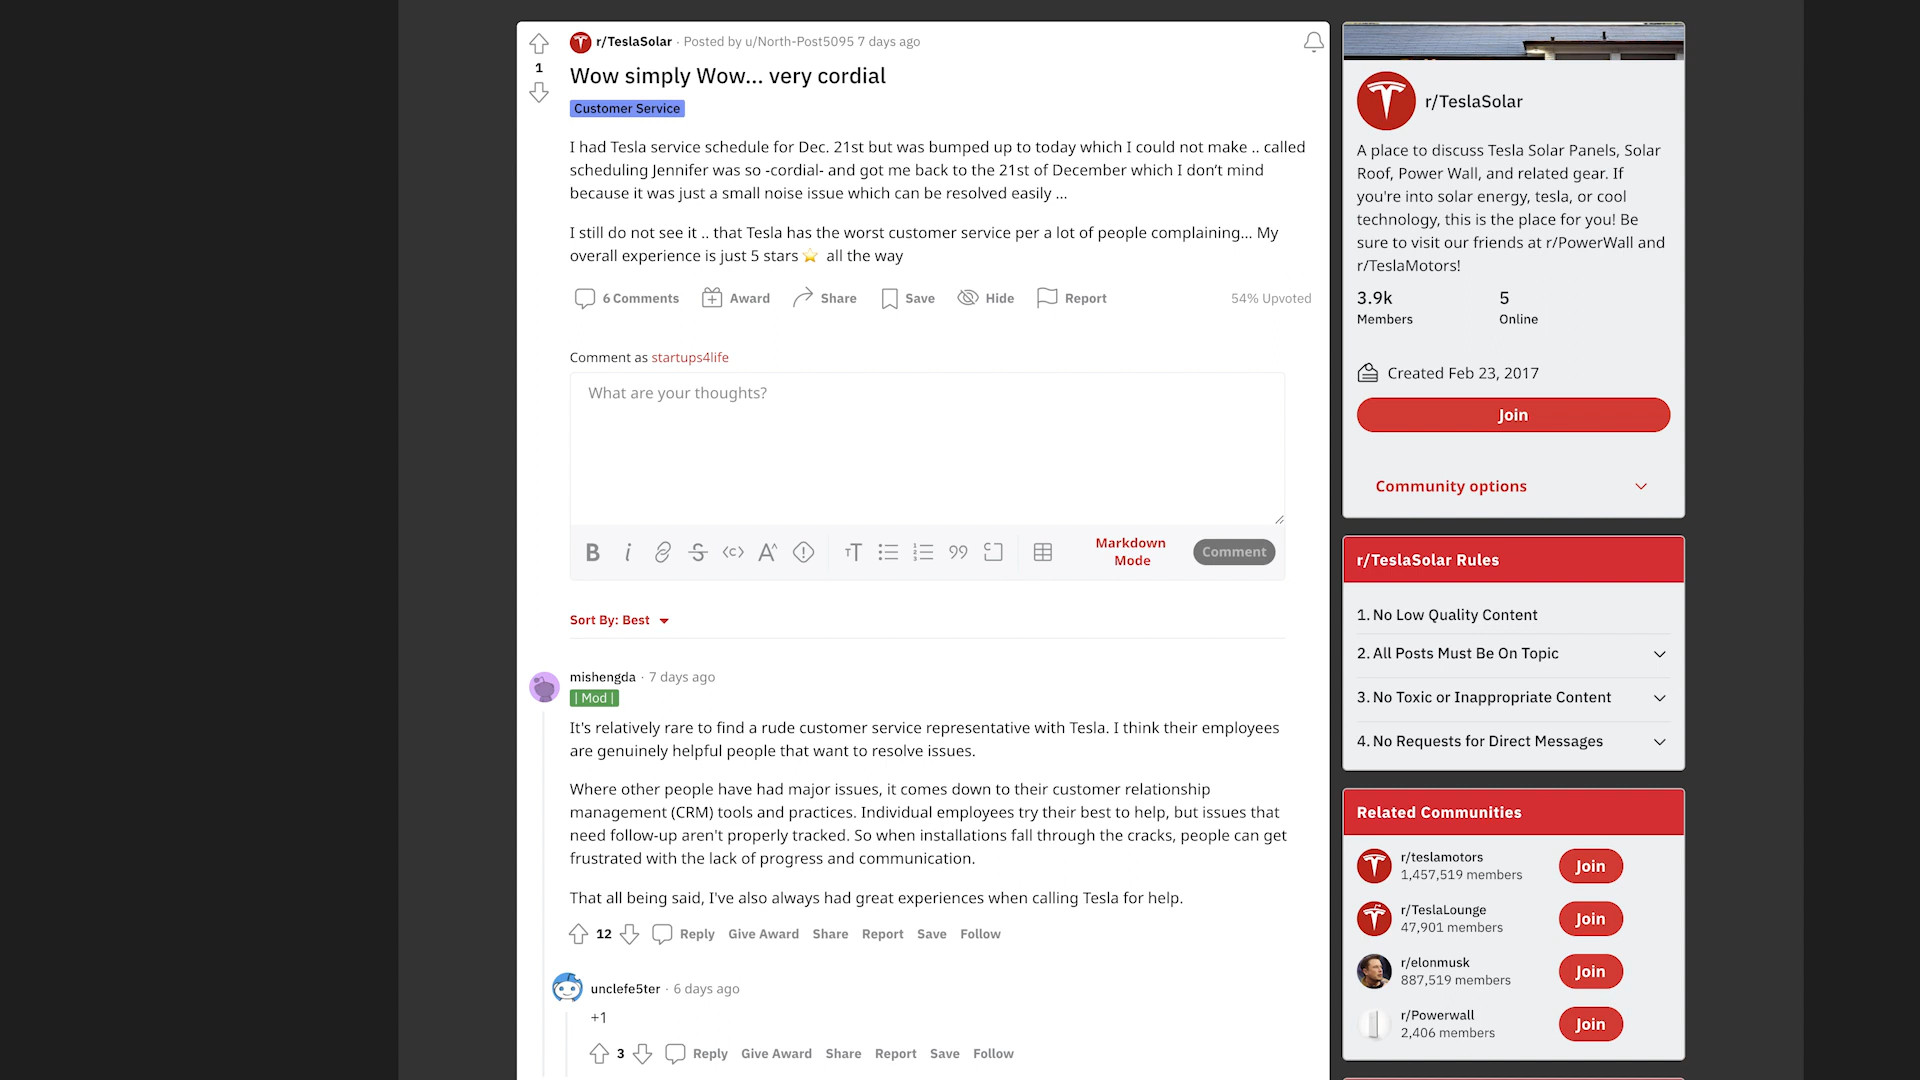 r/TeslaSolar · Posted by u/North-Post5095 7 days ago
1
Wow simply Wow... very cordial
Customer Service
I had Tesla service schedule for Dec. 21st but was bumped up to today which I could not make .. called
scheduling Jennifer was so -cordial- and got me back to the 21st of December which I don’t mind
because it was just a small noise issue which can be resolved easily ...
I still do not see it .. that Tesla has the worst customer service per a lot of people complaining... My
overall experience is just 5 stars ⭐ all the way
6 Comments Award Share Save Hide Report 54% Upvoted
Comment as startups4life
What are your thoughts?
Markdown
Mode
Comment
Sort By: Best
mishengda · 7 days ago
| Mod |
It's relatively rare to find a rude customer service representative with Tesla. I think their employees
are genuinely helpful people that want to resolve issues.
Where other people have had major issues, it comes down to their customer relationship
management (CRM) tools and practices. Individual employees try their best to help, but issues that
need follow-up aren't properly tracked. So when installations fall through the cracks, people can get
frustrated with the lack of progress and communication.
That all being said, I've also always had great experiences when calling Tesla for help.
12 Reply Give Award Share Report Save Follow
unclefe5ter · 6 days ago
+1
3 Reply Give Award Share Report Save Follow
r/TeslaSolar
A place to discuss Tesla Solar Panels, Solar
Roof, Power Wall, and related gear. If
you're into solar energy, tesla, or cool
technology, this is the place for you! Be
sure to visit our friends at r/PowerWall and
r/TeslaMotors!
3.9k 5
Members Online
Created Feb 23, 2017
Join
Community options
r/TeslaSolar Rules
1. No Low Quality Content
2. All Posts Must Be On Topic
3. No Toxic or Inappropriate Content
4. No Requests for Direct Messages
Related Communities
r/teslamotors
1,457,519 members
Join
r/TeslaLounge
47,901 members
Join
r/elonmusk
887,519 members
Join
r/Powerwall
2,406 members
Join